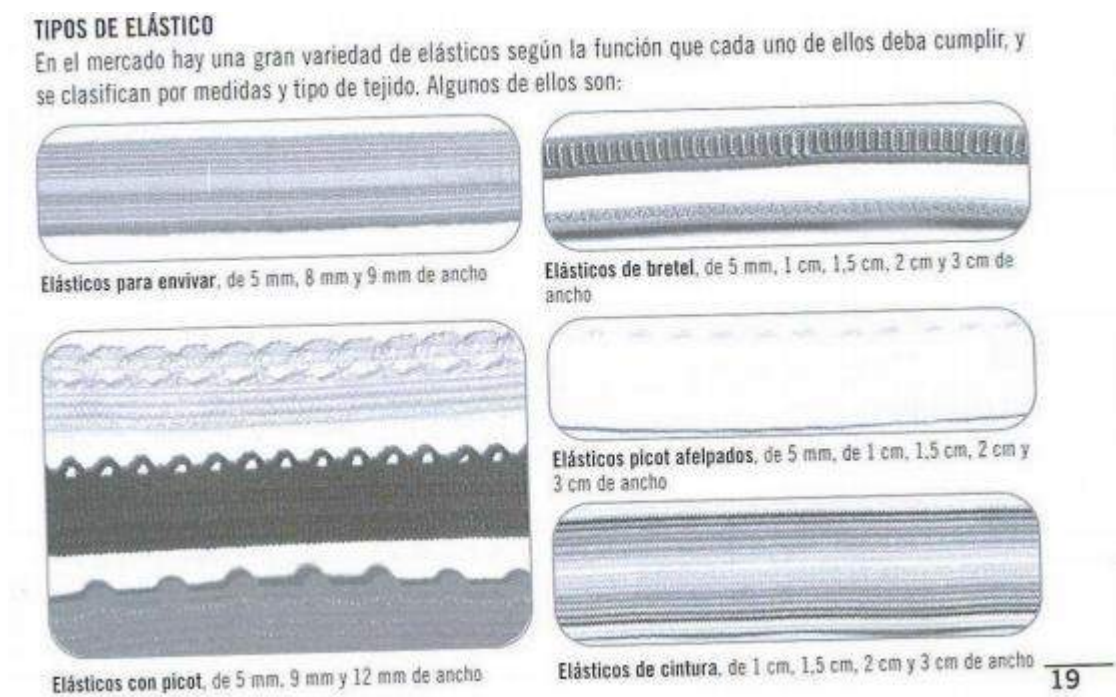 TIPOS DE ELÁSTICO
En el mercado hay una gran variedad de elásticos según la función que cada uno de ellos deba cumplir, y
se clasifican por medidas y tipo de tejido. Algunos de ellos son:
Elásticos para envivar, de 5 mm, 8 mm y 9 mm de ancho
Elásticos de bretel, de 5 mm, 1 cm, 1,5 cm, 2 cm y 3 cm de
ancho
Elásticos picot afelpados, de 5 mm, de 1 cm, 1,5 cm, 2 cm y
3 cm de ancho
Elásticos con picot, de 5 mm, 9 mm y 12 mm de ancho
Elásticos de cintura, de 1 cm, 1,5 cm, 2 cm y 3 cm de ancho
19